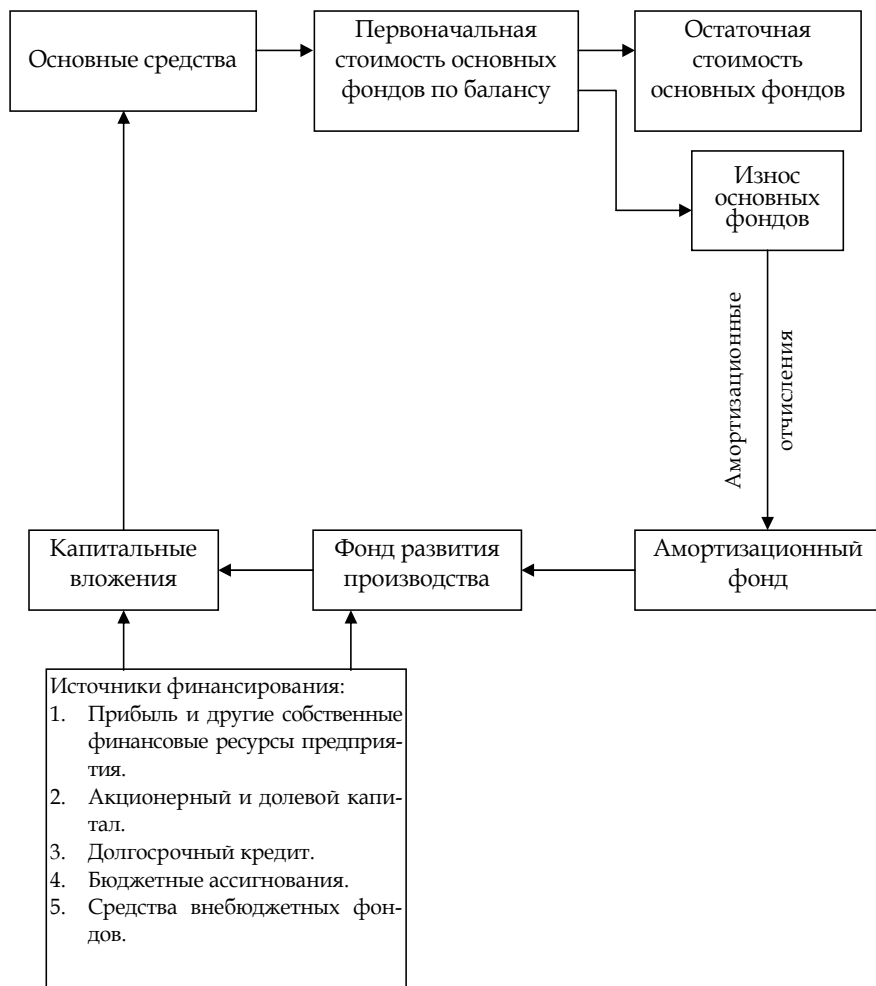 Основные средства
Первоначальная
стоимость основных
фондов по балансу
Остаточная
стоимость
основных фондов
Износ
основных
фондов
Амортизационные
отчисления
Капитальные
вложения
Фонд развития
производства
Амортизационный
фонд
Источники финансирования:
1. Прибыль и другие собственные
финансовые ресурсы предприя-
тия.
2. Акционерный и долевой капи-
тал.
3. Долгосрочный кредит.
4. Бюджетные ассигнования.
5. Средства внебюджетных фон-
дов.